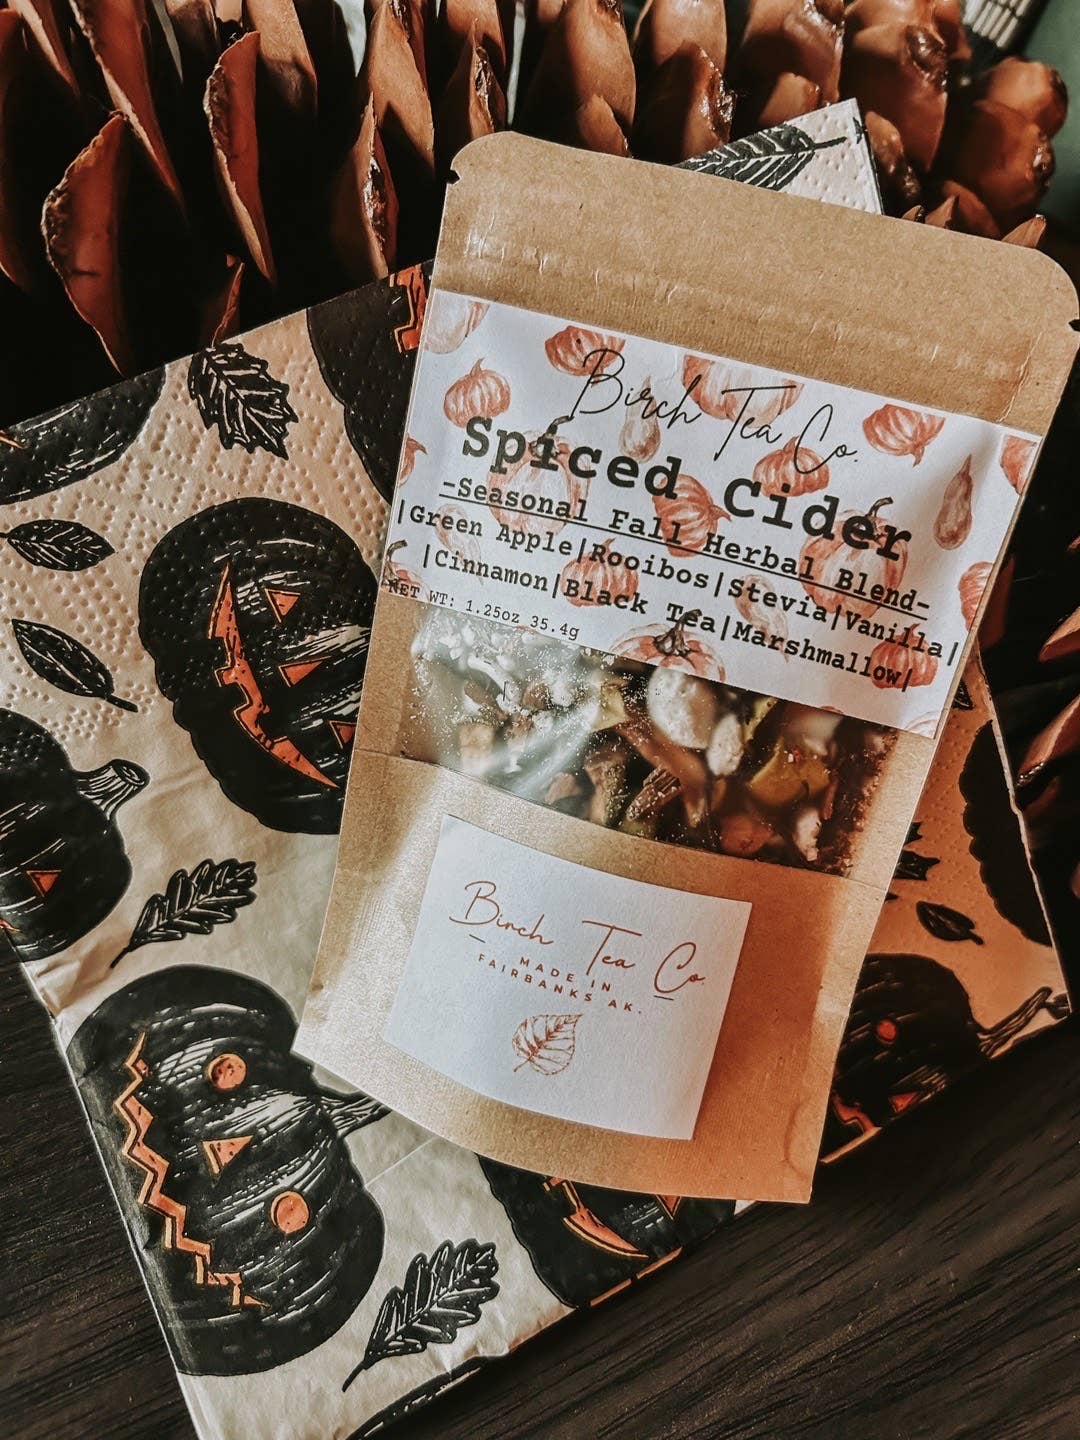 Birch Tea Co.
Spiced Cider
-Seasonal Fall Herbal Blend-
|Green Apple|Rooibos|Stevia|Vanilla|
|Cinnamon|Black Tea|Marshmallow|
NET WT: 1.25oz 35.4g
Birch Tea Co.
MADE IN
FAIRBANKS AK.